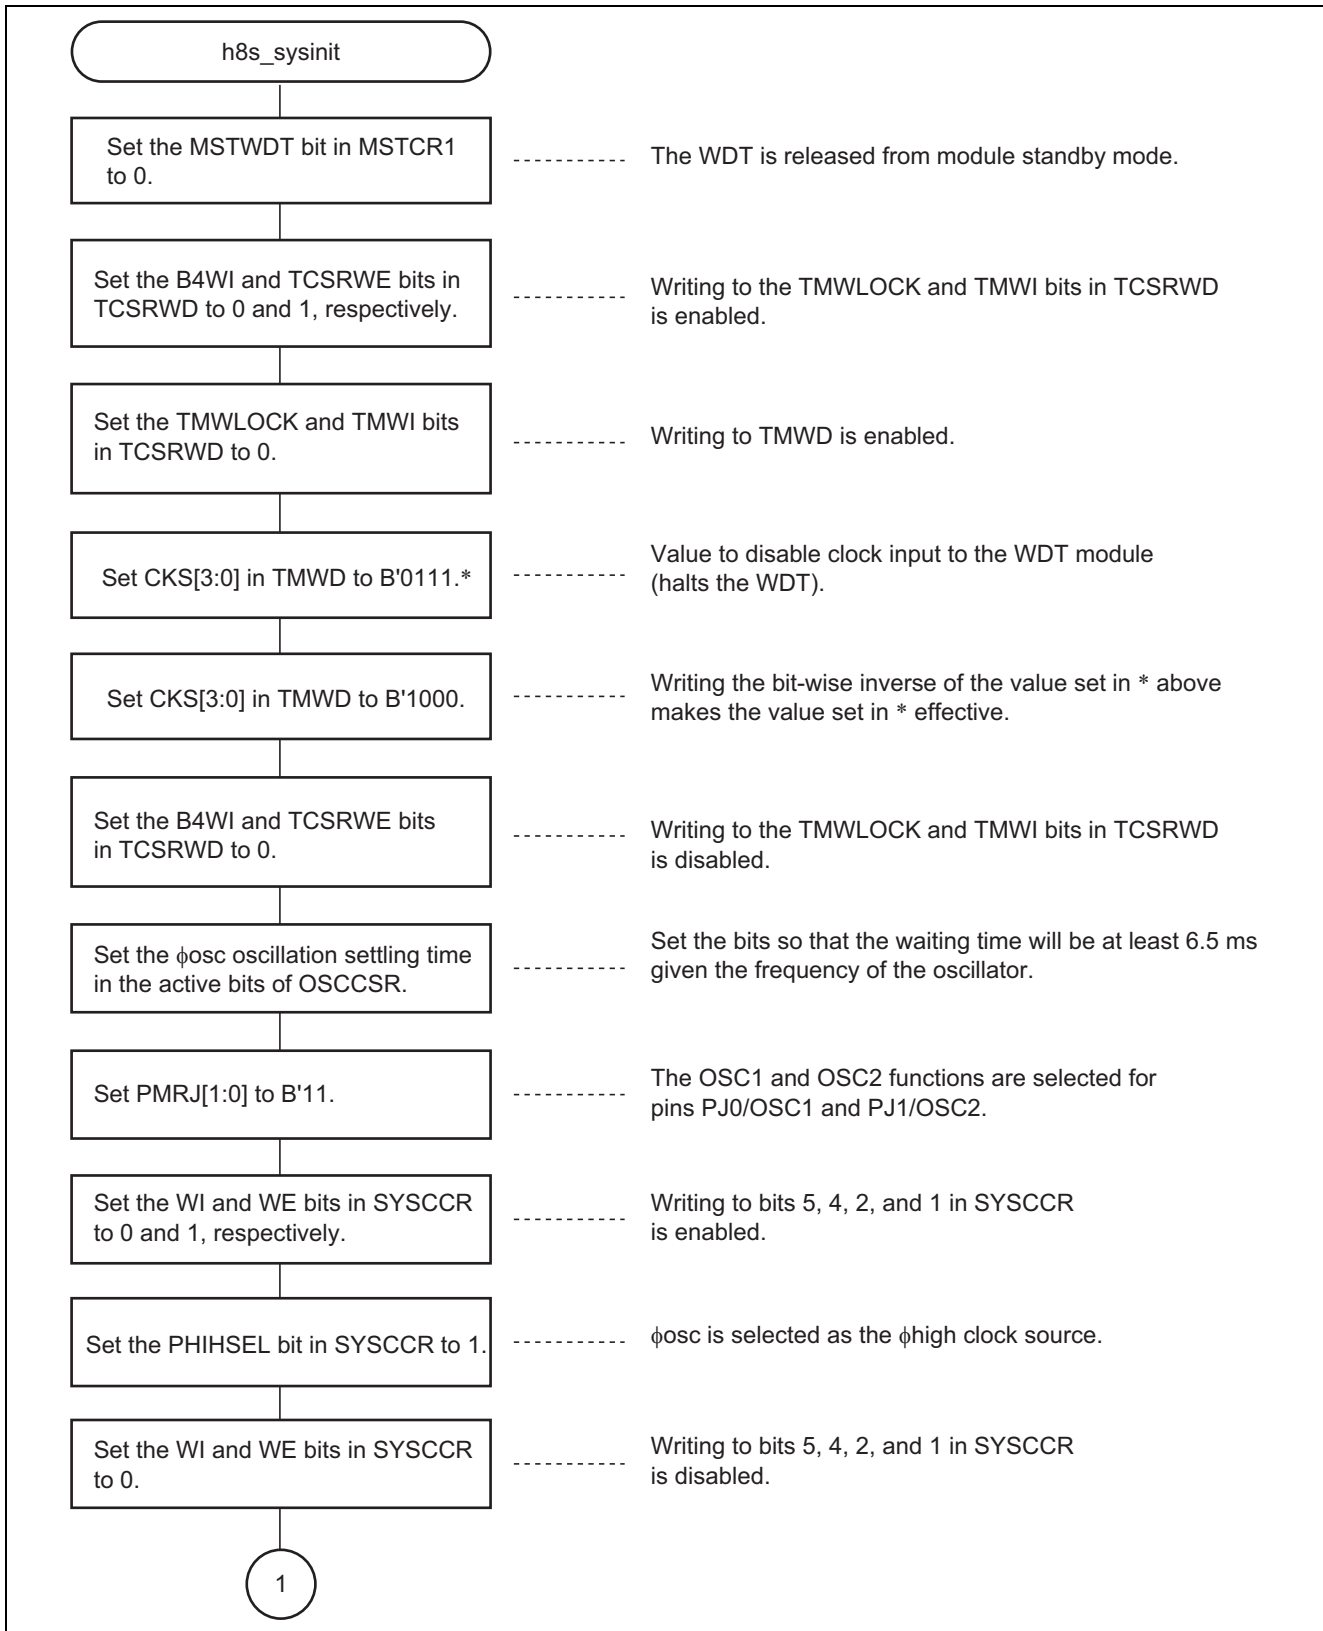 h8s_sysinit
Set the MSTWDT bit in MSTCR1
to 0.
The WDT is released from module standby mode.
Set the B4WI and TCSRWE bits in
TCSRWD to 0 and 1, respectively.
Writing to the TMWLOCK and TMWI bits in TCSRWD
is enabled.
Set the TMWLOCK and TMWI bits
in TCSRWD to 0.
Writing to TMWD is enabled.
Set CKS[3:0] in TMWD to B'0111.*
Value to disable clock input to the WDT module
(halts the WDT).
Set CKS[3:0] in TMWD to B'1000.
Writing the bit-wise inverse of the value set in * above
makes the value set in * effective.
Set the B4WI and TCSRWE bits
in TCSRWD to 0.
Writing to the TMWLOCK and TMWI bits in TCSRWD
is disabled.
Set the ϕosc oscillation settling time
in the active bits of OSCCSR.
Set the bits so that the waiting time will be at least 6.5 ms
given the frequency of the oscillator.
Set PMRJ[1:0] to B'11.
The OSC1 and OSC2 functions are selected for
pins PJ0/OSC1 and PJ1/OSC2.
Set the WI and WE bits in SYSCCR
to 0 and 1, respectively.
Writing to bits 5, 4, 2, and 1 in SYSCCR
is enabled.
Set the PHIHSEL bit in SYSCCR to 1.
ϕosc is selected as the ϕhigh clock source.
Set the WI and WE bits in SYSCCR
to 0.
Writing to bits 5, 4, 2, and 1 in SYSCCR
is disabled.
1